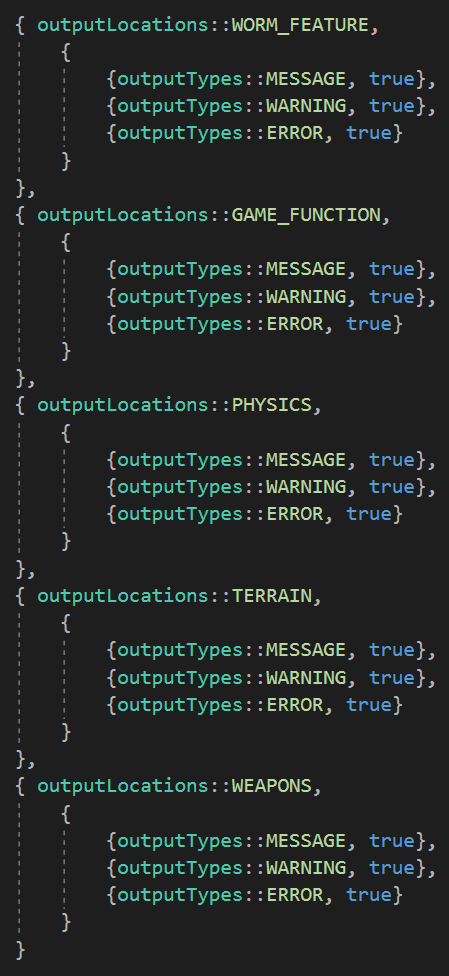 { outputLocations::WORM_FEATURE,
    {
        {outputTypes::MESSAGE, true},
        {outputTypes::WARNING, true},
        {outputTypes::ERROR, true}
    }
},
{ outputLocations::GAME_FUNCTION,
    {
        {outputTypes::MESSAGE, true},
        {outputTypes::WARNING, true},
        {outputTypes::ERROR, true}
    }
},
{ outputLocations::PHYSICS,
    {
        {outputTypes::MESSAGE, true},
        {outputTypes::WARNING, true},
        {outputTypes::ERROR, true}
    }
},
{ outputLocations::TERRAIN,
    {
        {outputTypes::MESSAGE, true},
        {outputTypes::WARNING, true},
        {outputTypes::ERROR, true}
    }
},
{ outputLocations::WEAPONS,
    {
        {outputTypes::MESSAGE, true},
        {outputTypes::WARNING, true},
        {outputTypes::ERROR, true}
    }
}